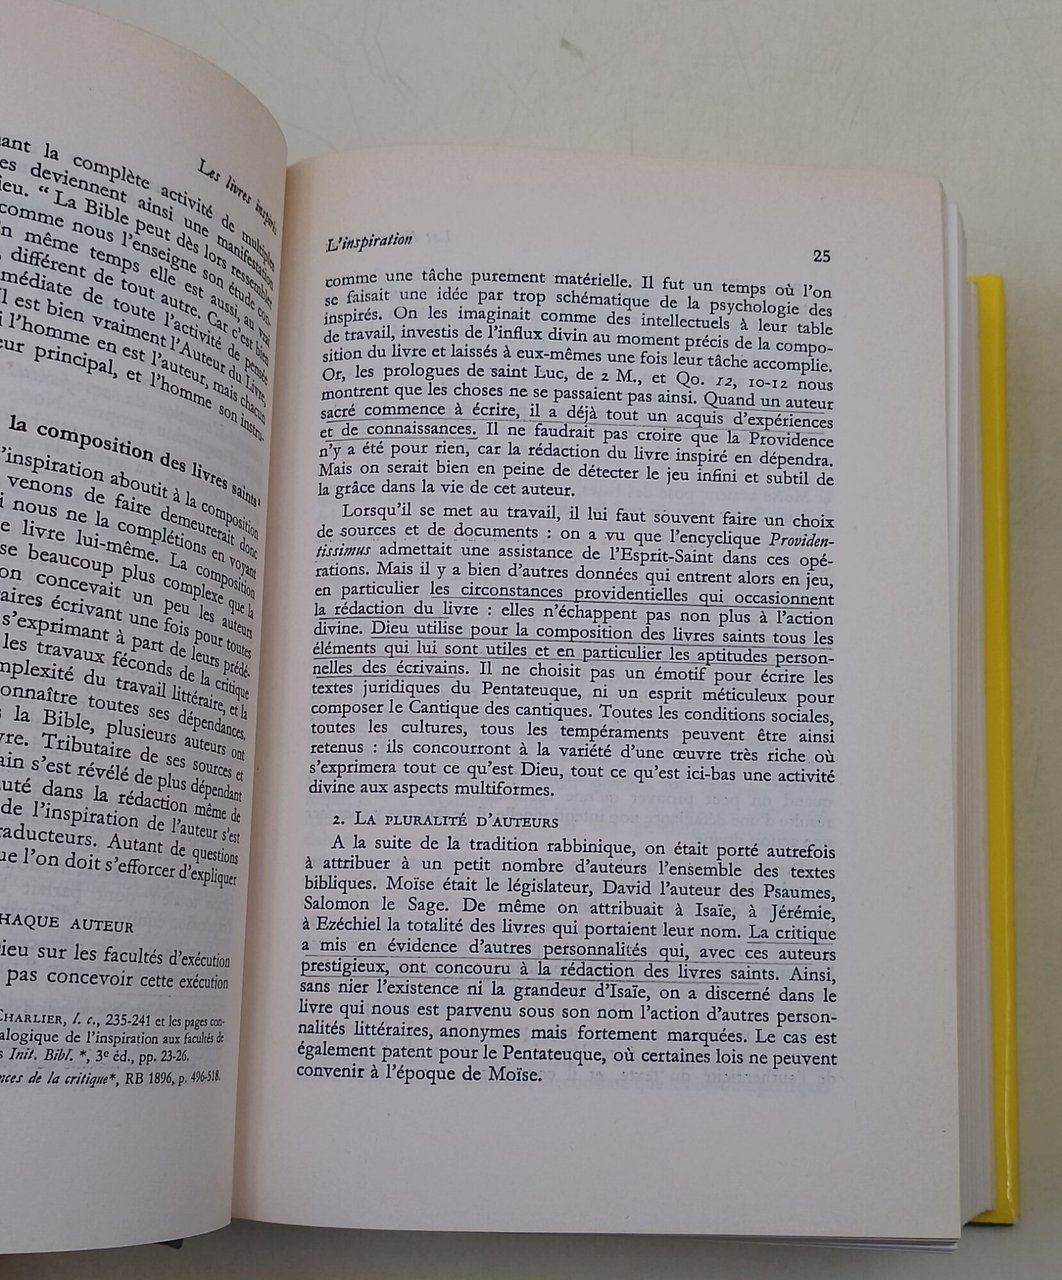 Les livres inspirés
la complète activité de multiples
deviennent ainsi une manifestation
“ La Bible peut dès lors ressembler
comme nous l'enseigne son étude con-
même temps elle est aussi, au vrai
, différent de tout autre. Car c'est bien
médiate de toute l'activité de pensée
l est bien vraiment l'Auteur du Livre,
i l'homme en est l'auteur, mais chacun
eur principal, et l'homme son instru-
la composition des livres saints¹
l'inspiration aboutit à la composition
venons de faire demeurerait donc
i nous ne la complétions en voyant
e livre lui-même. La composition
se beaucoup plus complexe que la
on concevait un peu les auteurs
aires écrivant une fois pour toutes
s'exprimant à part de leurs prédé-
les travaux féconds de la critique
mplexité du travail littéraire, et la
onnaître toutes ses dépendances,
s la Bible, plusieurs auteurs ont
vre. Tributaire de ses sources et
ain s'est révélé de plus dépendant
auté dans la rédaction même de
de l'inspiration de l'auteur s'est
raducteurs. Autant de questions
ue l'on doit s'efforcer d'expliquer
HAQUE AUTEUR
ieu sur les facultés d'exécution
pas concevoir cette exécution
CHARLIER, l. c., 235-241 et les pages con-
alogique de l'inspiration aux facultés de
s Init. Bibl. *, 3e éd., pp. 23-26.
nces de la critique*, RB 1896, p. 496-518.
L'inspiration 25
comme une tâche purement matérielle. Il fut un temps où l'on
se faisait une idée par trop schématique de la psychologie des
inspirés. On les imaginait comme des intellectuels à leur table
de travail, investis de l'influx divin au moment précis de la compo-
sition du livre et laissés à eux-mêmes une fois leur tâche accomplie.
Or, les prologues de saint Luc, de 2 M., et Qo. 12, 10-12 nous
montrent que les choses ne se passaient pas ainsi. Quand un auteur
sacré commence à écrire, il a déjà tout un acquis d'expériences
et de connaissances. Il ne faudrait pas croire que la Providence
n'y a été pour rien, car la rédaction du livre inspiré en dépendra.
Mais on serait bien en peine de détecter le jeu infini et subtil de
la grâce dans la vie de cet auteur.
Lorsqu'il se met au travail, il lui faut souvent faire un choix
de sources et de documents : on a vu que l'encyclique Providen-
tissimus admettait une assistance de l'Esprit-Saint dans ces opé-
rations. Mais il y a bien d'autres données qui entrent alors en jeu,
en particulier les circonstances providentielles qui occasionnent
la rédaction du livre : elles n'échappent pas non plus à l'action
divine. Dieu utilise pour la composition des livres saints tous les
éléments qui lui sont utiles et en particulier les aptitudes person-
nelles des écrivains. Il ne choisit pas un émotif pour écrire les
textes juridiques du Pentateuque, ni un esprit méticuleux pour
composer le Cantique des cantiques. Toutes les conditions sociales,
toutes les cultures, tous les tempéraments peuvent être ainsi
retenus : ils concourront à la variété d'une œuvre très riche où
s'exprimera tout ce qu'est Dieu, tout ce qu'est ici-bas une activité
divine aux aspects multiformes.
2. LA PLURALITÉ D'AUTEURS
A la suite de la tradition rabbinique, on était porté autrefois
à attribuer à un petit nombre d'auteurs l'ensemble des textes
bibliques. Moïse était le législateur, David l'auteur des Psaumes,
Salomon le Sage. De même on attribuait à Isaïe, à Jérémie,
à Ezéchiel la totalité des livres qui portaient leur nom. La critique
a mis en évidence d'autres personnalités qui, avec ces auteurs
prestigieux, ont concouru à la rédaction des livres saints. Ainsi,
sans nier l'existence ni la grandeur d'Isaïe, on a discerné dans le
livre qui nous est parvenu sous son nom l'action d'autres person-
nalités littéraires, anonymes mais fortement marquées. Le cas est
également patent pour le Pentateuque, où certaines lois ne peuvent
convenir à l'époque de Moïse.